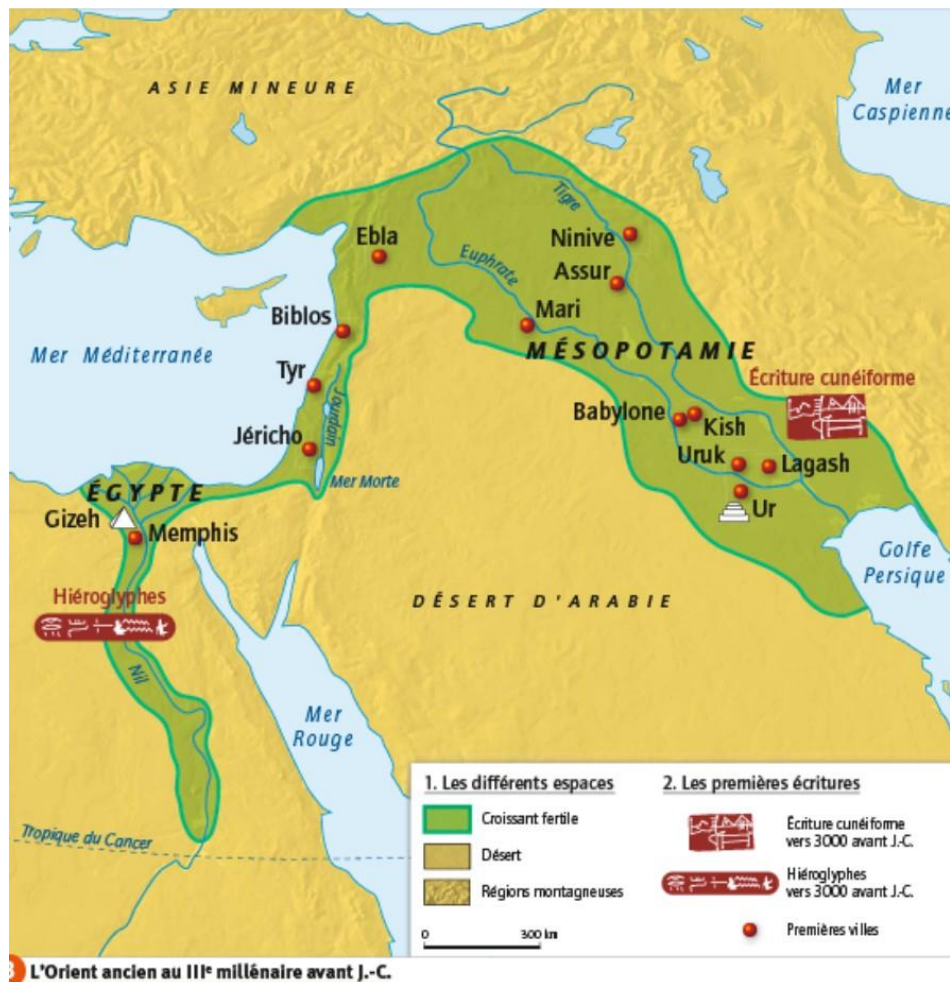 ASIE MINEURE
Mer
Caspienne
Tigre
Ninive
Ebla
Euphrate
Assur
Biblos
Mari
Mer Méditerranée
MÉSOPOTAMIE
Tyr
Écriture cunéiforme
Jourdain
Babylone
Kish
Jéricho
Uruk
Lagash
Mer Morte
ÉGYPTE
Gizeh
Memphis
Ur
Golfe
Persique
Hiéroglyphes
DÉSERT D'ARABIE
Nil
Mer
Rouge
Tropique du Cancer
1. Les différents espaces
Croissant fertile
Désert
Régions montagneuses
0 300 km
2. Les premières écritures
Écriture cunéiforme
vers 3000 avant J.-C.
Hiéroglyphes
vers 3000 avant J.-C.
Premières villes
3 L'Orient ancien au IIIe millénaire avant J.-C.